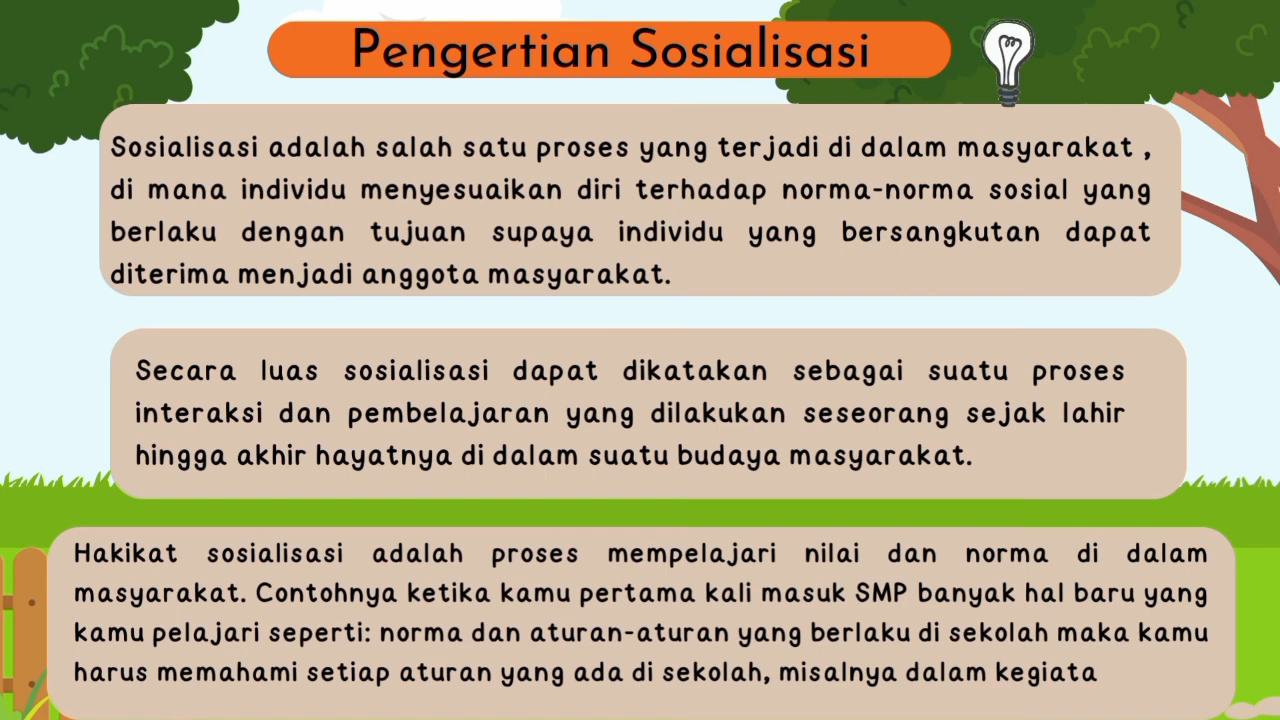 Pengertian Sosialisasi
Sosialisasi adalah salah satu proses yang terjadi di dalam masyarakat ,
di mana individu menyesuaikan diri terhadap norma-norma sosial yang
berlaku dengan tujuan supaya individu yang bersangkutan dapat
diterima menjadi anggota masyarakat.
Secara luas sosialisasi dapat dikatakan sebagai suatu proses
interaksi dan pembelajaran yang dilakukan seseorang sejak lahir
hingga akhir hayatnya di dalam suatu budaya masyarakat.
Hakikat sosialisasi adalah proses mempelajari nilai dan norma di dalam
masyarakat. Contohnya ketika kamu pertama kali masuk SMP banyak hal baru yang
kamu pelajari seperti: norma dan aturan-aturan yang berlaku di sekolah maka kamu
harus memahami setiap aturan yang ada di sekolah, misalnya dalam kegiata